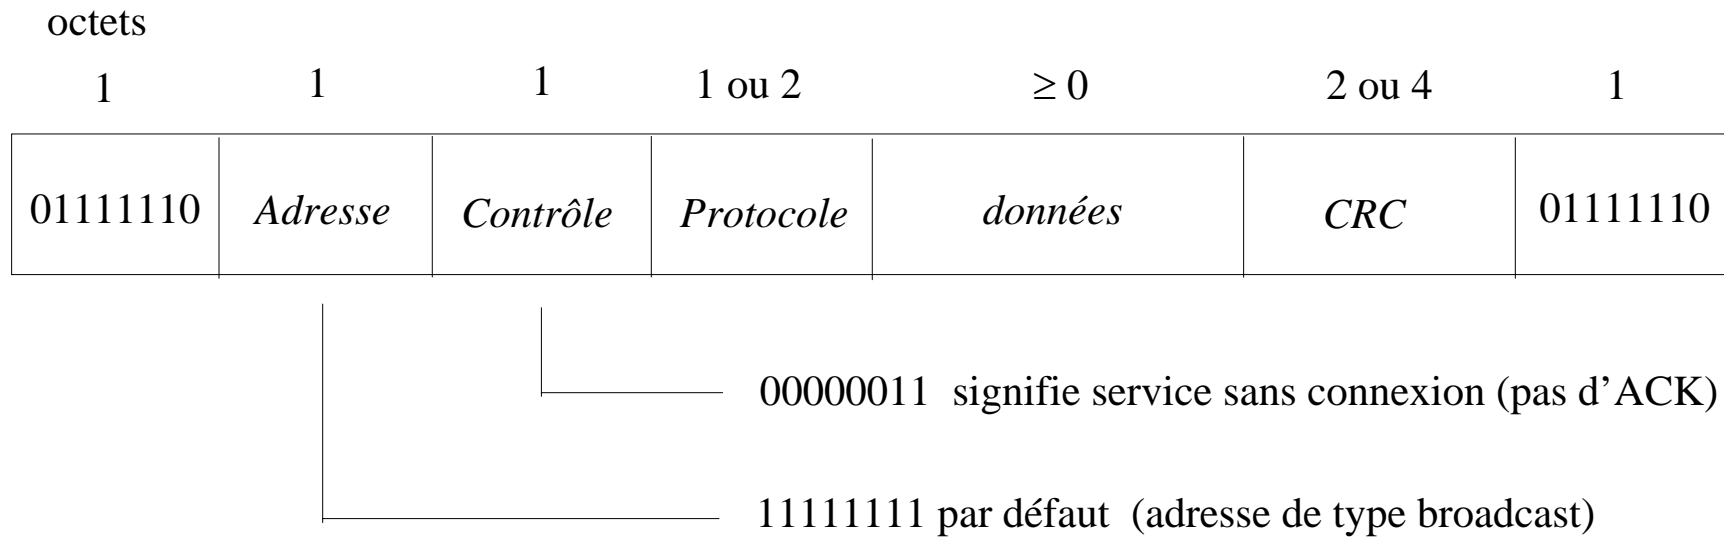 octets
1 1 1 1 ou 2 ≥ 0 2 ou 4 1
01111110 Adresse Contrôle Protocole données CRC 01111110
00000011 signifie service sans connexion (pas d’ACK)
11111111 par défaut (adresse de type broadcast)